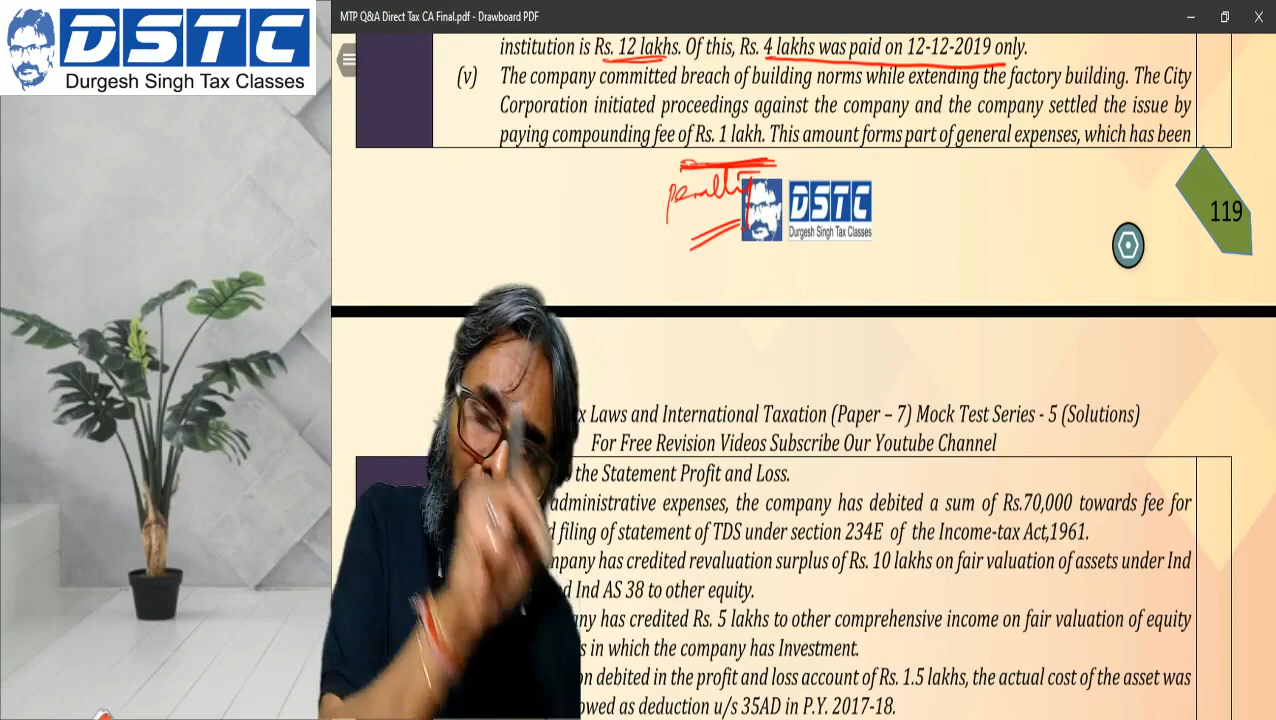 MTP Q&A Direct Tax CA Final.pdf - Drawboard PDF
DSTC
Durgesh Singh Tax Classes
institution is Rs. 12 lakhs. Of this, Rs. 4 lakhs was paid on 12-12-2019 only.
(v) The company committed breach of building norms while extending the factory building. The City
Corporation initiated proceedings against the company and the company settled the issue by
paying compounding fee of Rs. 1 lakh. This amount forms part of general expenses, which has been
penalty
DSTC
Durgesh Singh Tax Classes
119
Laws and International Taxation (Paper – 7) Mock Test Series - 5 (Solutions)
For Free Revision Videos Subscribe Our Youtube Channel
the Statement Profit and Loss.
administrative expenses, the company has debited a sum of Rs.70,000 towards fee for
filing of statement of TDS under section 234E of the Income-tax Act,1961.
has credited revaluation surplus of Rs. 10 lakhs on fair valuation of assets under Ind
Ind AS 38 to other equity.
has credited Rs. 5 lakhs to other comprehensive income on fair valuation of equity
in which the company has Investment.
debited in the profit and loss account of Rs. 1.5 lakhs, the actual cost of the asset was
as deduction u/s 35AD in P.Y. 2017-18.